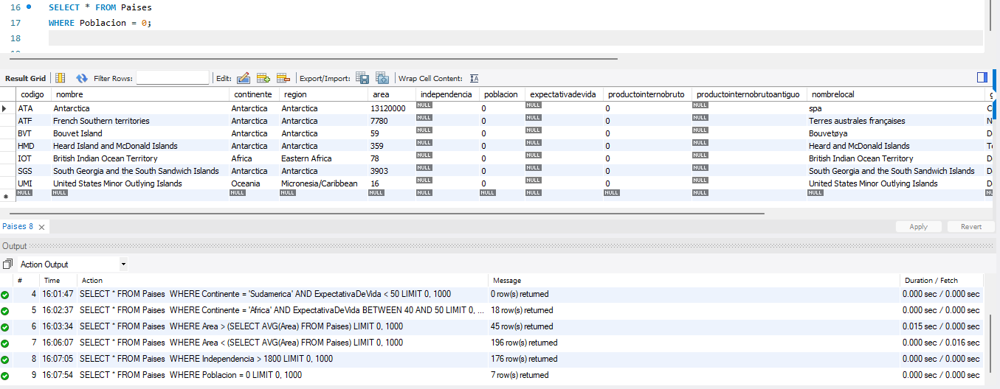 16 SELECT * FROM Paises
17 WHERE Poblacion = 0;
18
Result Grid Filter Rows: Edit: Export/Import: Wrap Cell Content: IA
codigo nombre continente region area independencia poblacion expectativadevida productointernobruto productointernobrutoantiguo nombrelocal
ATA Antarctica Antarctica Antarctica 13120000 NULL 0 NULL 0 NULL spa C
ATF French Southern territories Antarctica Antarctica 7780 NULL 0 NULL 0 NULL Terres australes françaises N
BVT Bouvet Island Antarctica Antarctica 59 NULL 0 NULL 0 NULL Bouvetøya D
HMD Heard Island and McDonald Islands Antarctica Antarctica 359 NULL 0 NULL 0 NULL Heard and McDonald Islands Te
IOT British Indian Ocean Territory Africa Eastern Africa 78 NULL 0 NULL 0 NULL British Indian Ocean Territory D
SGS South Georgia and the South Sandwich Islands Antarctica Antarctica 3903 NULL 0 NULL 0 NULL South Georgia and the South Sandwich Islands D
UMI United States Minor Outlying Islands Oceania Micronesia/Caribbean 16 NULL 0 NULL 0 NULL United States Minor Outlying Islands D
NULL NULL NULL NULL NULL NULL NULL NULL NULL NULL NULL
Paises 8 Apply Revert
Output
Action Output
# Time Action Message Duration / Fetch
4 16:01:47 SELECT * FROM Paises WHERE Continente = 'Sudamerica' AND ExpectativaDeVida < 50 LIMIT 0, 1000 0 row(s) returned 0.000 sec / 0.000 sec
5 16:02:37 SELECT * FROM Paises WHERE Continente = 'Africa' AND ExpectativaDeVida BETWEEN 40 AND 50 LIMIT 0, ... 18 row(s) returned 0.000 sec / 0.000 sec
6 16:03:34 SELECT * FROM Paises WHERE Area > (SELECT AVG(Area) FROM Paises) LIMIT 0, 1000 45 row(s) returned 0.015 sec / 0.000 sec
7 16:06:07 SELECT * FROM Paises WHERE Area < (SELECT AVG(Area) FROM Paises) LIMIT 0, 1000 196 row(s) returned 0.000 sec / 0.016 sec
8 16:07:05 SELECT * FROM Paises WHERE Independencia > 1800 LIMIT 0, 1000 176 row(s) returned 0.000 sec / 0.000 sec
9 16:07:54 SELECT * FROM Paises WHERE Poblacion = 0 LIMIT 0, 1000 7 row(s) returned 0.000 sec / 0.000 sec